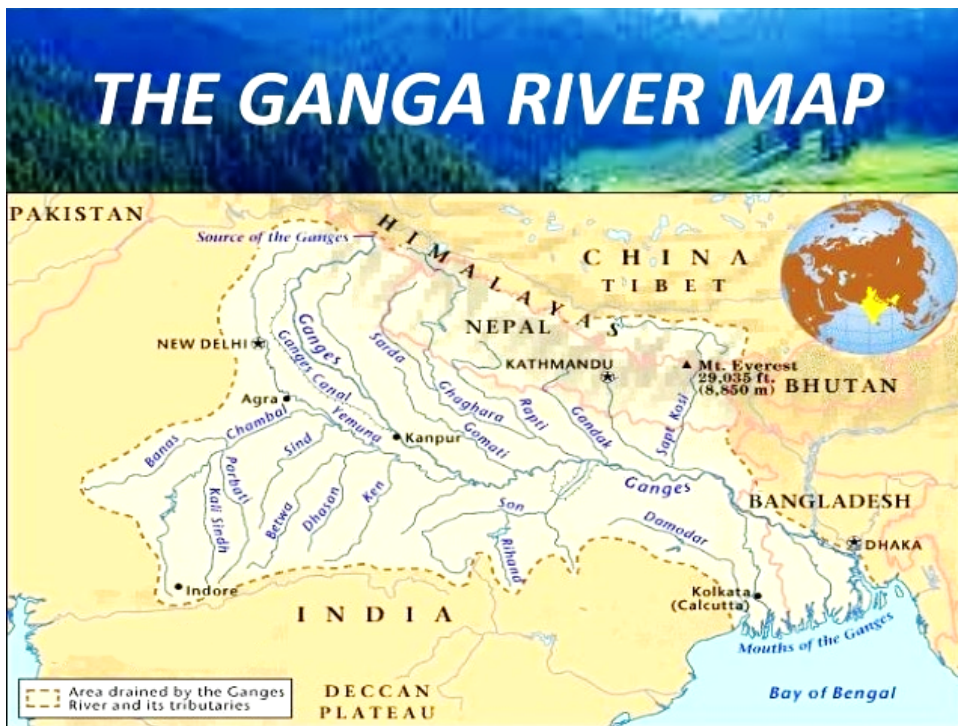 THE GANGA RIVER MAP
PAKISTAN
Source of the Ganges
HIMALAYAS
CHINA
TIBET
NEPAL
NEW DELHI
Ganges
Ganges Canal
Sarda
KATHMANDU
Mt. Everest
29,035 ft.
(8,850 m)
BHUTAN
Agra
Ghaghara
Rapti
Gandak
Sapt Kosi
Banas
Chambal
Sind
Yemuna
Kanpur
Gomati
Parbati
Kali Sindh
Betwa
Dhasan
Ken
Son
Ganges
BANGLADESH
Damodar
DHAKA
Rihand
Indore
Kolkata
(Calcutta)
INDIA
Mouths of the Ganges
Area drained by the Ganges
River and its tributaries
DECCAN
PLATEAU
Bay of Bengal